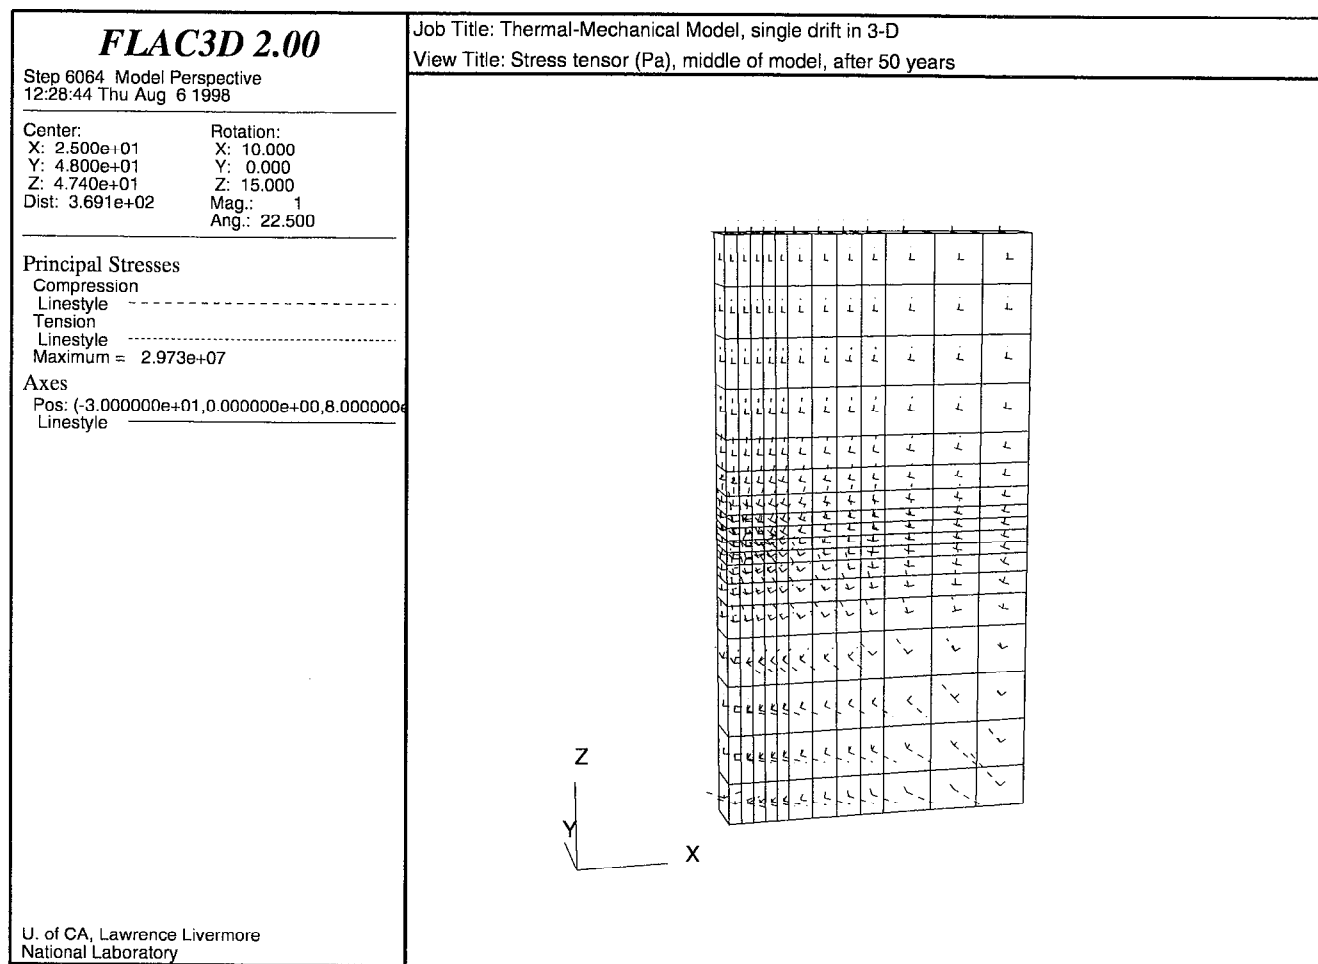 FLAC3D 2.00
Step 6064 Model Perspective
12:28:44 Thu Aug 6 1998
Center: Rotation:
X: 2.500e+01 X: 10.000
Y: 4.800e+01 Y: 0.000
Z: 4.740e+01 Z: 15.000
Dist: 3.691e+02 Mag.: 1
Ang.: 22.500
Principal Stresses
Compression
Linestyle
Tension
Linestyle
Maximum = 2.973e+07
Axes
Pos: (-3.000000e+01,0.000000e+00,8.000000e
Linestyle
U. of CA, Lawrence Livermore
National Laboratory
Job Title: Thermal-Mechanical Model, single drift in 3-D
View Title: Stress tensor (Pa), middle of model, after 50 years
Z
Y
X